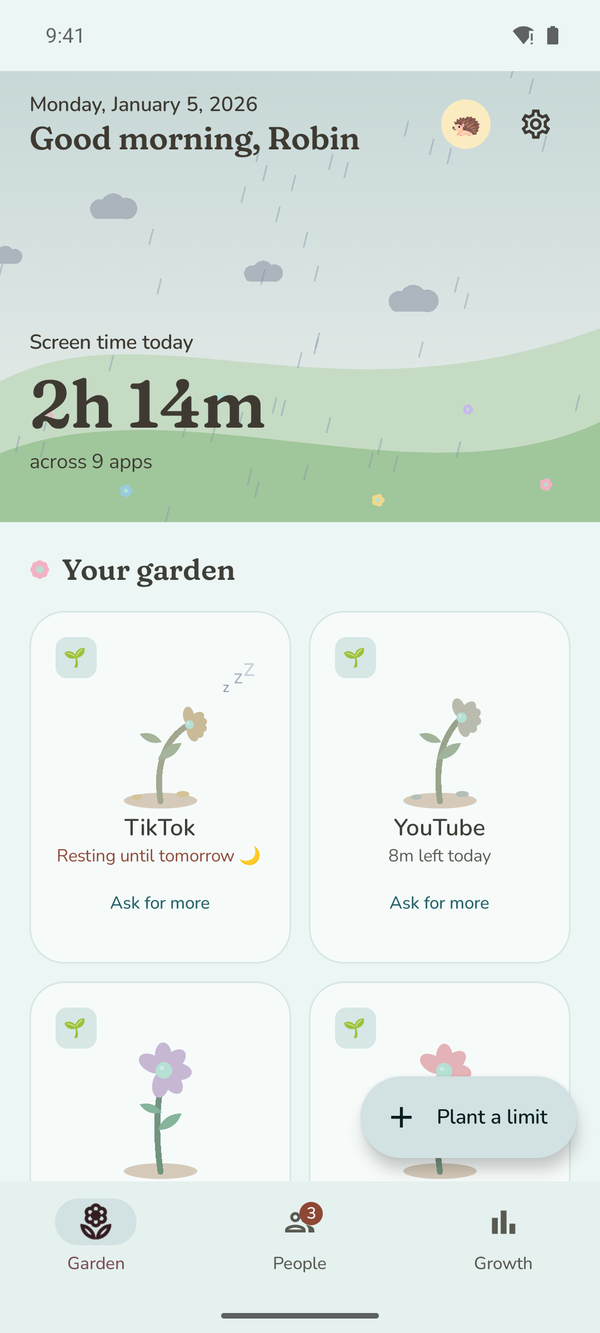 9:41
Monday, January 5, 2026
Good morning, Robin
Screen time today
2h 14m
across 9 apps
Your garden
z z Z
TikTok
Resting until tomorrow 🌙
Ask for more
YouTube
8m left today
Ask for more
+ Plant a limit
Garden
3
People
Growth